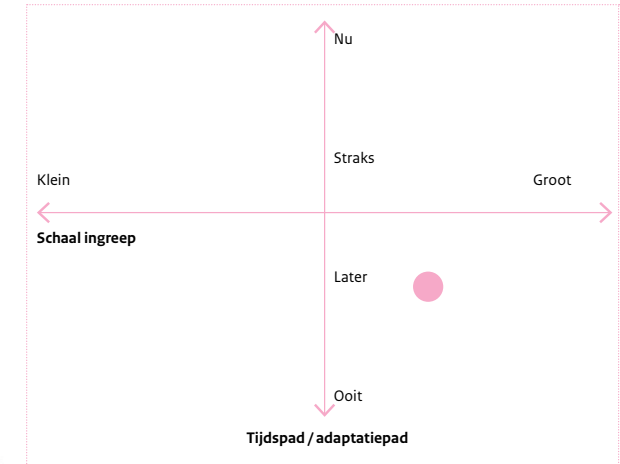 Nu
Straks
Klein
Groot
Schaal ingreep
Later
Ooit
Tijdspad / adaptatiepad